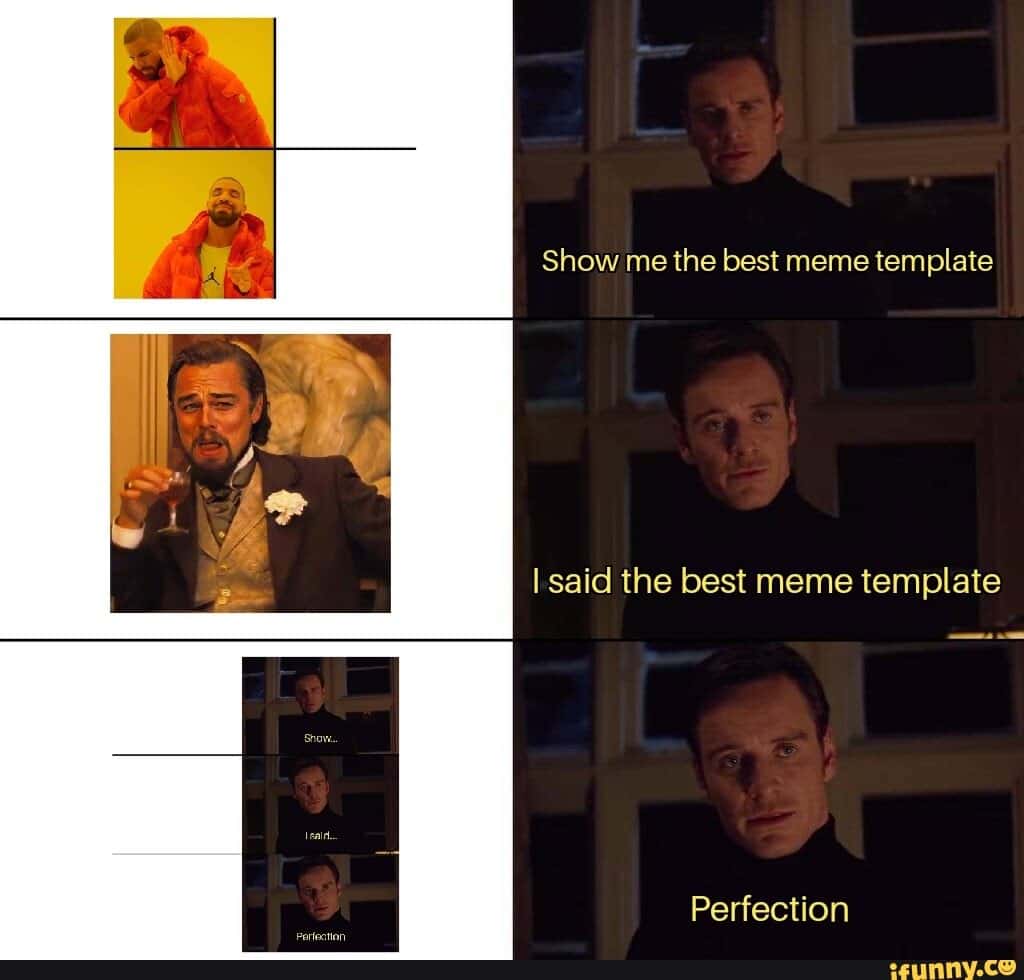 Show me the best meme template
I said the best meme template
Show...
I said...
Perfection
Perfection
ifunny.co